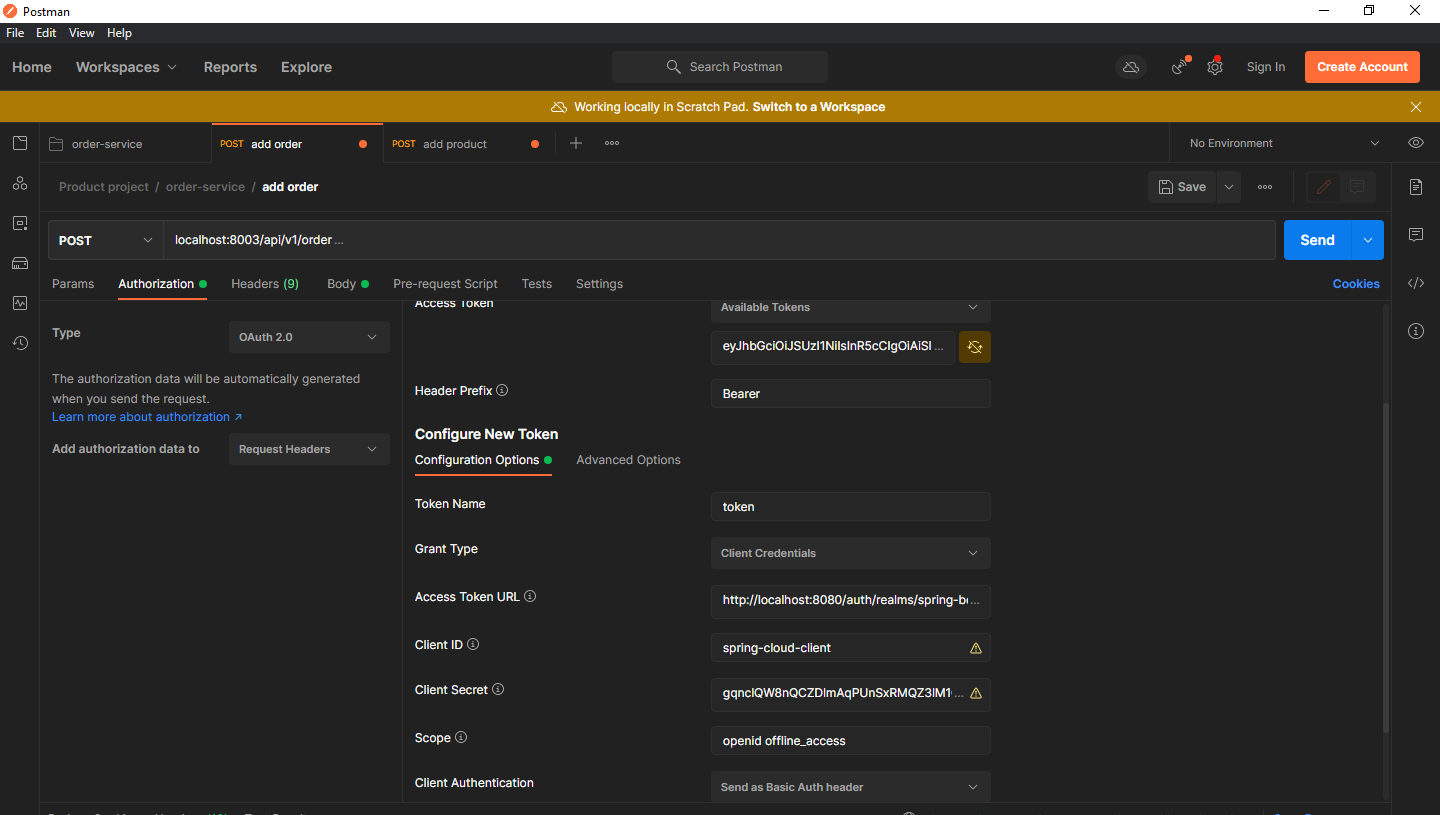 Postman
File Edit View Help
Home Workspaces Reports Explore Search Postman Sign In Create Account
Working locally in Scratch Pad. Switch to a Workspace
order-service POST add order POST add product No Environment
Product project / order-service / add order Save
POST localhost:8003/api/v1/order ... Send
Params Authorization Headers (9) Body Pre-request Script Tests Settings Cookies
Access Token Available Tokens
Type OAuth 2.0
Header Prefix Bearer
The authorization data will be automatically generated
when you send the request.
Learn more about authorization ↗
Add authorization data to Request Headers
Configure New Token
Configuration Options Advanced Options
Token Name token
Grant Type Client Credentials
Access Token URL http://localhost:8080/auth/realms/spring-b...
Client ID spring-cloud-client
Client Secret
Scope openid offline_access
Client Authentication Send as Basic Auth header